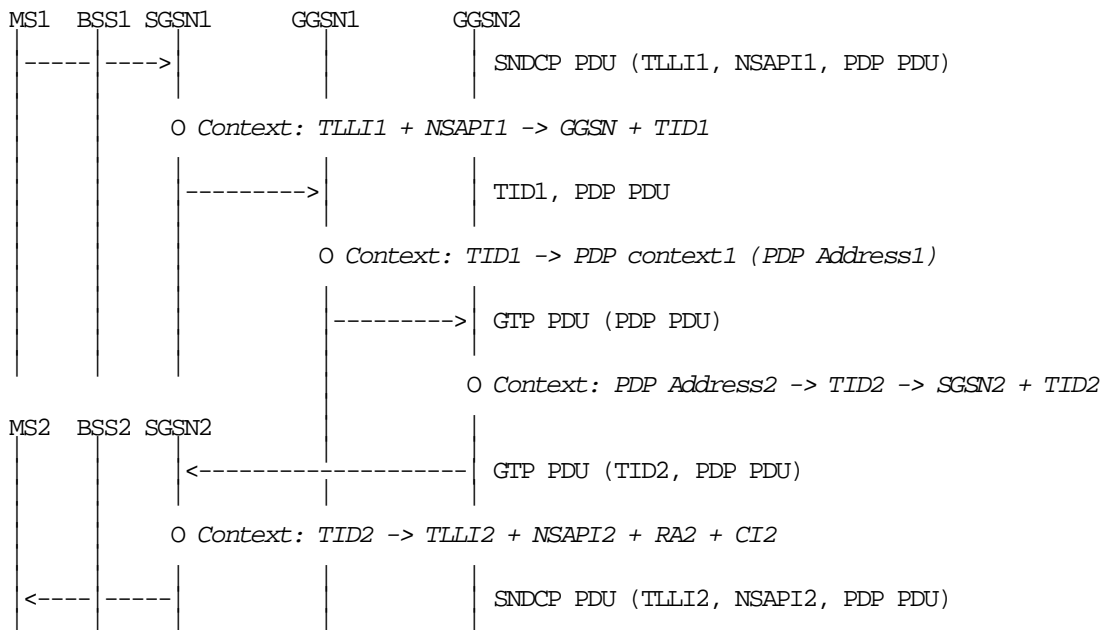 MS1 BSS1 SGSN1 GGSN1 GGSN2
SNDCP PDU (TLLI1, NSAPI1, PDP PDU)
O Context: TLLI1 + NSAPI1 -> GGSN + TID1
TID1, PDP PDU
O Context: TID1 -> PDP context1 (PDP Address1)
GTP PDU (PDP PDU)
O Context: PDP Address2 -> TID2 -> SGSN2 + TID2
MS2 BSS2 SGSN2
GTP PDU (TID2, PDP PDU)
O Context: TID2 -> TLLI2 + NSAPI2 + RA2 + CI2
SNDCP PDU (TLLI2, NSAPI2, PDP PDU)